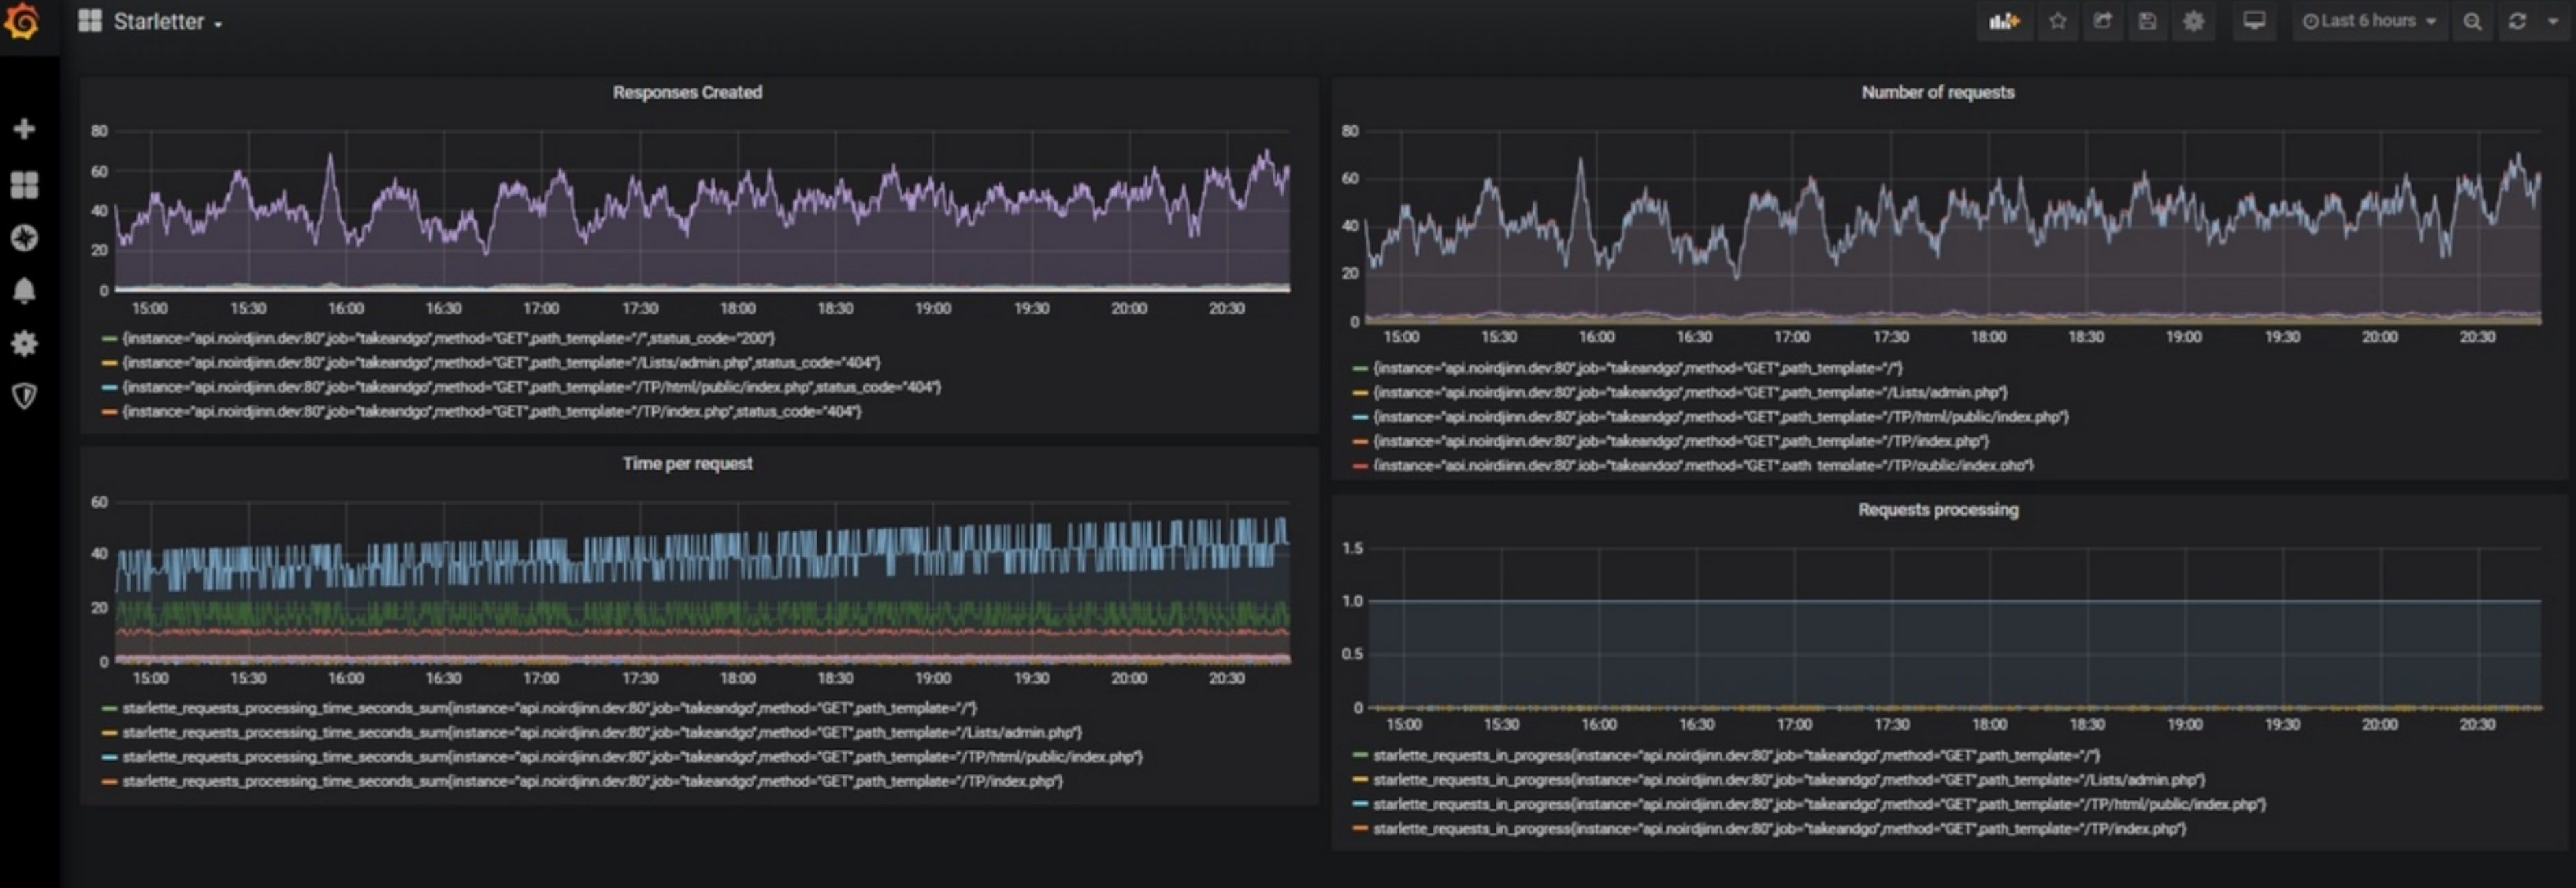 Starletter
Last 6 hours
Responses Created
80
60
40
20
0
15:00 15:30 16:00 16:30 17:00 17:30 18:00 18:30 19:00 19:30 20:00 20:30
{instance="api.noirdjinn.dev:80",job="takeandgo",method="GET",path_template="/",status_code="200"}
{instance="api.noirdjinn.dev:80",job="takeandgo",method="GET",path_template="/Lists/admin.php",status_code="404"}
{instance="api.noirdjinn.dev:80",job="takeandgo",method="GET",path_template="/TP/html/public/index.php",status_code="404"}
{instance="api.noirdjinn.dev:80",job="takeandgo",method="GET",path_template="/TP/index.php",status_code="404"}
Number of requests
80
60
40
20
0
15:00 15:30 16:00 16:30 17:00 17:30 18:00 18:30 19:00 19:30 20:00 20:30
{instance="api.noirdjinn.dev:80",job="takeandgo",method="GET",path_template="/"}
{instance="api.noirdjinn.dev:80",job="takeandgo",method="GET",path_template="/Lists/admin.php"}
{instance="api.noirdjinn.dev:80",job="takeandgo",method="GET",path_template="/TP/html/public/index.php"}
{instance="api.noirdjinn.dev:80",job="takeandgo",method="GET",path_template="/TP/index.php"}
{instance="api.noirdjinn.dev:80",job="takeandgo",method="GET",path_template="/TP/public/index.php"}
Time per request
60
40
20
0
15:00 15:30 16:00 16:30 17:00 17:30 18:00 18:30 19:00 19:30 20:00 20:30
starlette_requests_processing_time_seconds_sum{instance="api.noirdjinn.dev:80",job="takeandgo",method="GET",path_template="/"}
starlette_requests_processing_time_seconds_sum{instance="api.noirdjinn.dev:80",job="takeandgo",method="GET",path_template="/Lists/admin.php"}
starlette_requests_processing_time_seconds_sum{instance="api.noirdjinn.dev:80",job="takeandgo",method="GET",path_template="/TP/html/public/index.php"}
starlette_requests_processing_time_seconds_sum{instance="api.noirdjinn.dev:80",job="takeandgo",method="GET",path_template="/TP/index.php"}
Requests processing
1.5
1.0
0.5
0
15:00 15:30 16:00 16:30 17:00 17:30 18:00 18:30 19:00 19:30 20:00 20:30
starlette_requests_in_progress{instance="api.noirdjinn.dev:80",job="takeandgo",method="GET",path_template="/"}
starlette_requests_in_progress{instance="api.noirdjinn.dev:80",job="takeandgo",method="GET",path_template="/Lists/admin.php"}
starlette_requests_in_progress{instance="api.noirdjinn.dev:80",job="takeandgo",method="GET",path_template="/TP/html/public/index.php"}
starlette_requests_in_progress{instance="api.noirdjinn.dev:80",job="takeandgo",method="GET",path_template="/TP/index.php"}